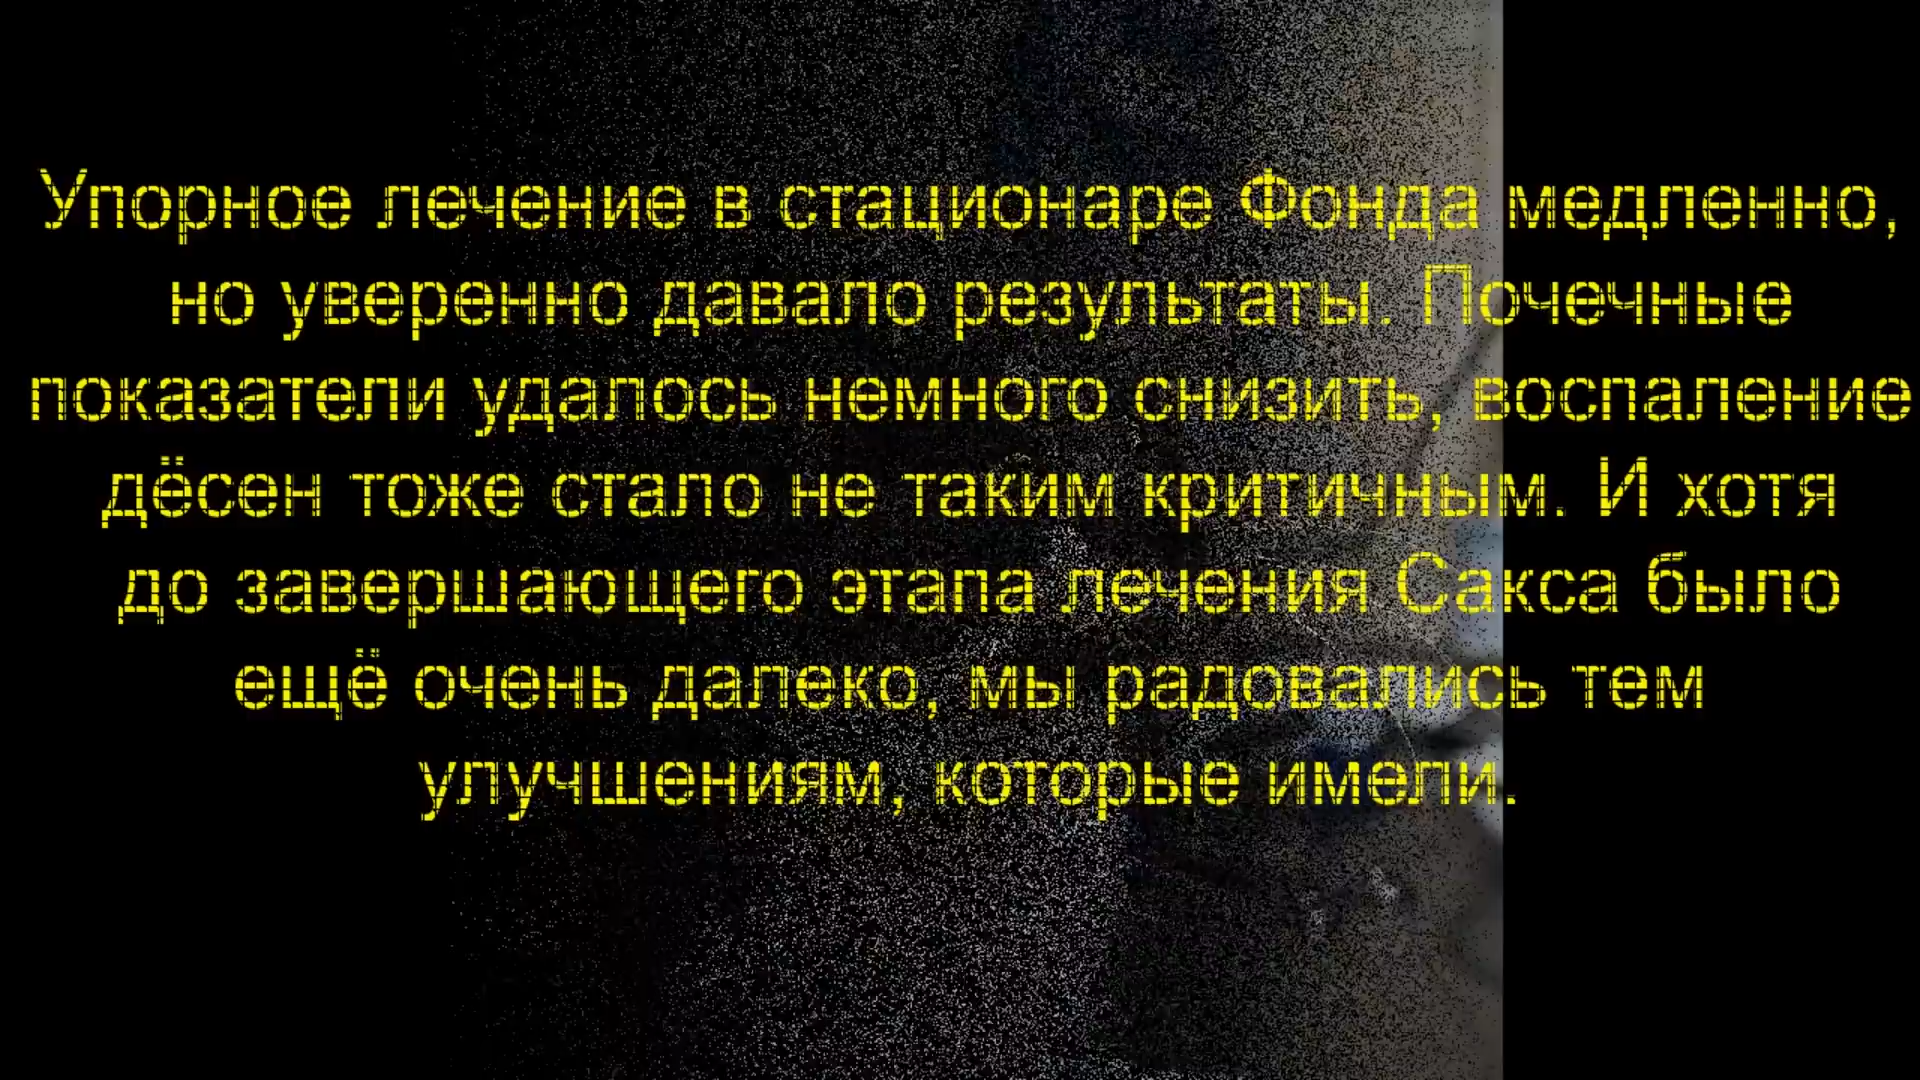 Упорное лечение в стационаре Фонда медленно,
но уверенно давало результаты. Почечные
показатели удалось немного снизить, воспаление
дёсен тоже стало не таким критичным. И хотя
до завершающего этапа лечения Сакса было
ещё очень далеко, мы радовались тем
улучшениям, которые имели.